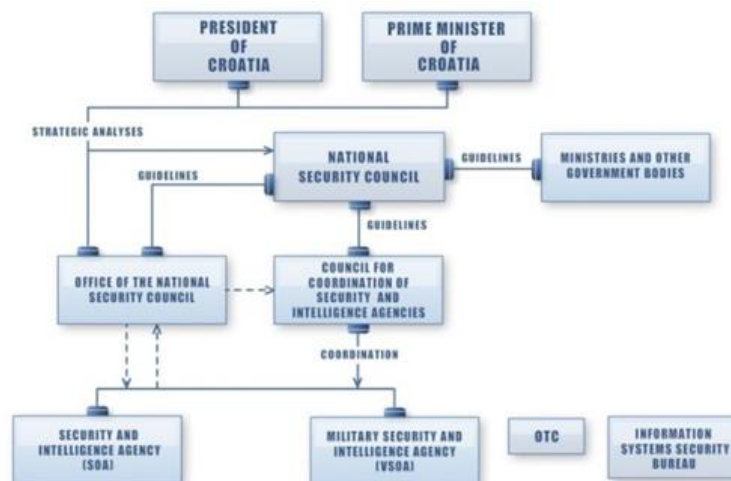 PRESIDENT
OF
CROATIA
PRIME MINISTER
OF
CROATIA
STRATEGIC ANALYSES
NATIONAL
SECURITY COUNCIL
GUIDELINES
MINISTRIES AND OTHER
GOVERNMENT BODIES
GUIDELINES
GUIDELINES
OFFICE OF THE NATIONAL
SECURITY COUNCIL
COUNCIL FOR
COORDINATION OF
SECURITY AND
INTELLIGENCE AGENCIES
COORDINATION
SECURITY AND
INTELLIGENCE AGENCY
(SOA)
MILITARY SECURITY AND
INTELLIGENCE AGENCY
(VSOA)
OTC
INFORMATION
SYSTEMS SECURITY
BUREAU